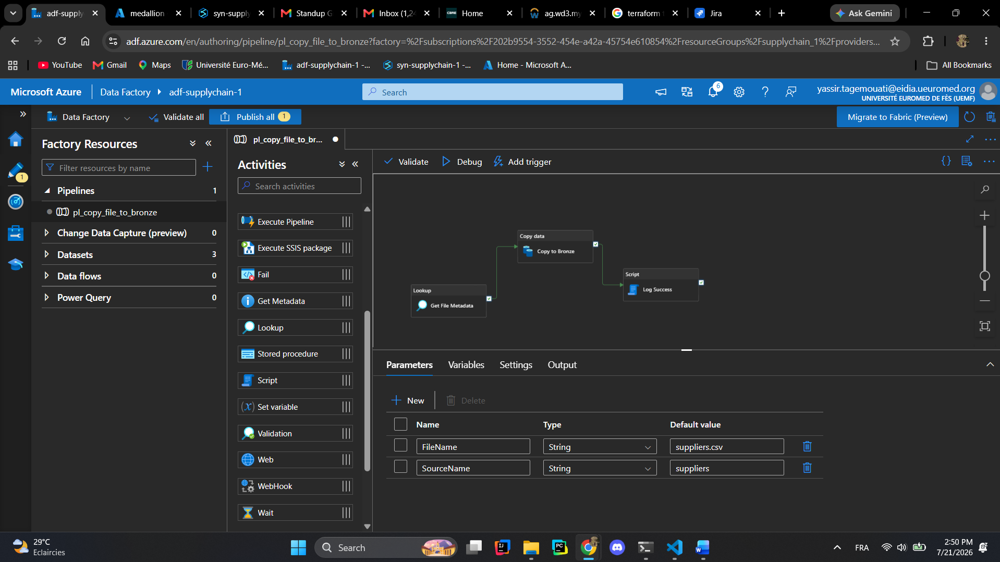 adf-supply
medallion
syn-supply
Standup G
Inbox (1,24
Home
ag.wd3.my
terraform t
Jira
Ask Gemini
adf.azure.com/en/authoring/pipeline/pl_copy_file_to_bronze?factory=%2Fsubscriptions%2F202b9554-3552-454e-a42a-45754e610854%2FresourceGroups%2Fsupplychain_1%2Fproviders...
YouTube
Gmail
Maps
Université Euro-Mé...
adf-supplychain-1 -...
syn-supplychain-1 -...
Home - Microsoft A...
All Bookmarks
Microsoft Azure
Data Factory
adf-supplychain-1
Search
6
yassir.tagemouati@eidia.ueuromed.org
UNIVERSITÉ EUROMED DE FÈS (UEMF)
Data Factory
Validate all
Publish all 1
Migrate to Fabric (Preview)
1
Factory Resources
Filter resources by name
Pipelines 1
pl_copy_file_to_bronze
Change Data Capture (preview) 0
Datasets 3
Data flows 0
Power Query 0
pl_copy_file_to_br...
Activities
Search activities
Execute Pipeline
Execute SSIS package
Fail
Get Metadata
Lookup
Stored procedure
Script
Set variable
Validation
Web
WebHook
Wait
Validate
Debug
Add trigger
Copy data
Copy to Bronze
Script
Log Success
Lookup
Get File Metadata
Parameters
Variables
Settings
Output
New
Delete
Name Type Default value
FileName String suppliers.csv
SourceName String suppliers
29°C
Eclaircies
Search
FRA
2:50 PM
7/21/2026